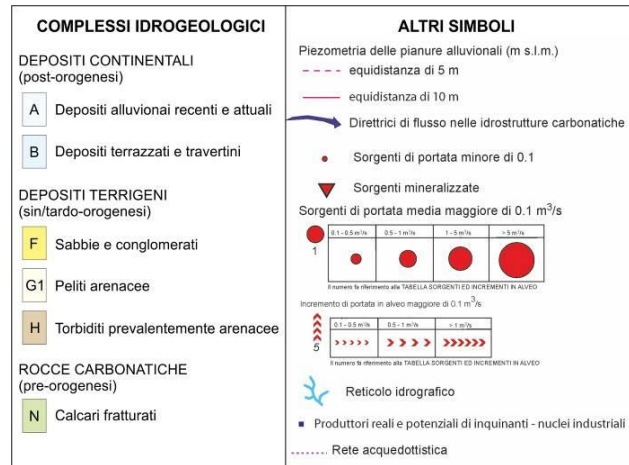 COMPLESSI IDROGEOLOGICI
DEPOSITI CONTINENTALI
(post-orogenesi)
A Depositi alluvionai recenti e attuali
B Depositi terrazzati e travertini
DEPOSITI TERRIGENI
(sin/tardo-orogenesi)
F Sabbie e conglomerati
G1 Peliti arenacee
H Torbiditi prevalentemente arenacee
ROCCE CARBONATICHE
(pre-orogenesi)
N Calcari fratturati
ALTRI SIMBOLI
Piezometria delle pianure alluvionali (m s.l.m.)
equidistanza di 5 m
equidistanza di 10 m
Direttrici di flusso nelle idrostrutture carbonatiche
Sorgenti di portata minore di 0.1
Sorgenti mineralizzate
Sorgenti di portata media maggiore di 0.1 m³/s
0.1 - 0.5 m³/s 0.5 - 1 m³/s 1 - 5 m³/s > 5 m³/s
1
Il numero fa riferimento alla TABELLA SORGENTI ED INCREMENTI IN ALVEO
Incremento di portata in alveo maggiore di 0.1 m³/s
0.1 - 0.5 m³/s 0.5 - 1 m³/s > 1 m³/s
5
Il numero fa riferimento alla TABELLA SORGENTI ED INCREMENTI IN ALVEO
Reticolo idrografico
Produttori reali e potenziali di inquinanti - nuclei industriali
Rete acquedottistica